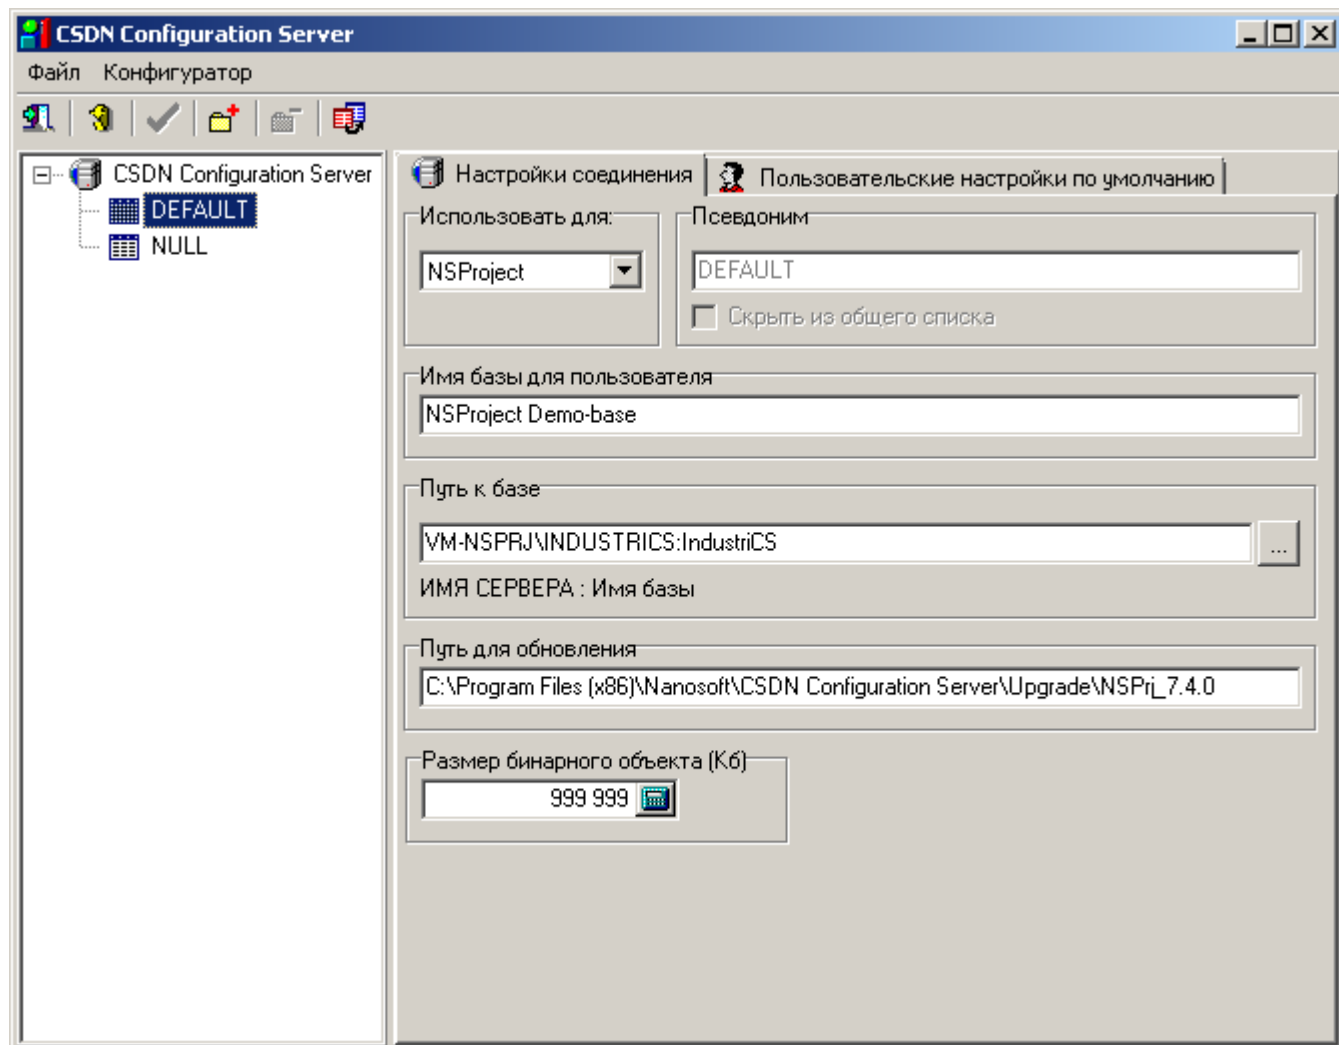 CSDN Configuration Server
Файл Конфигуратор
CSDN Configuration Server
DEFAULT
NULL
Настройки соединения
Пользовательские настройки по умолчанию
Использовать для:
NSProject
Псевдоним
DEFAULT
Скрыть из общего списка
Имя базы для пользователя
NSProject Demo-base
Путь к базе
VM-NSPRJ\INDUSTRICS:IndustriCS
...
ИМЯ СЕРВЕРА : Имя базы
Путь для обновления
C:\Program Files (x86)\Nanosoft\CSDN Configuration Server\Upgrade\NSPrj_7.4.0
Размер бинарного объекта (Кб)
999 999